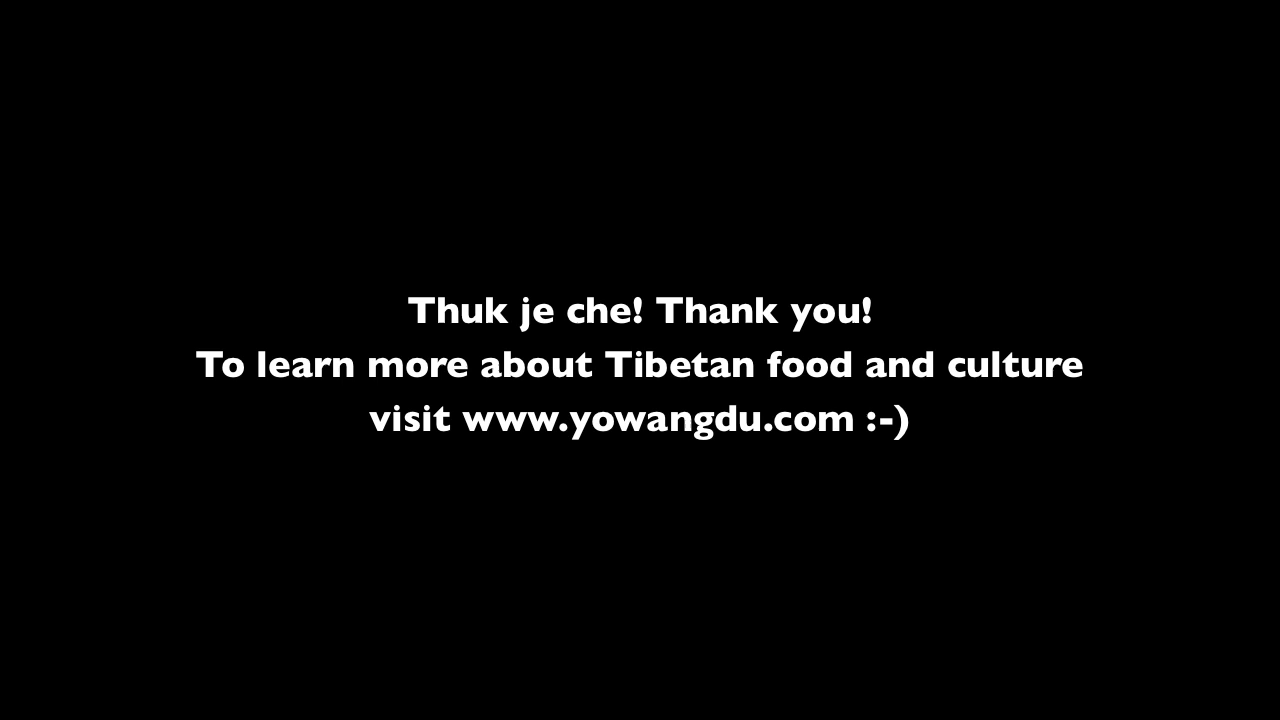 Thuk je che! Thank you!
To learn more about Tibetan food and culture
visit www.yowangdu.com :-)